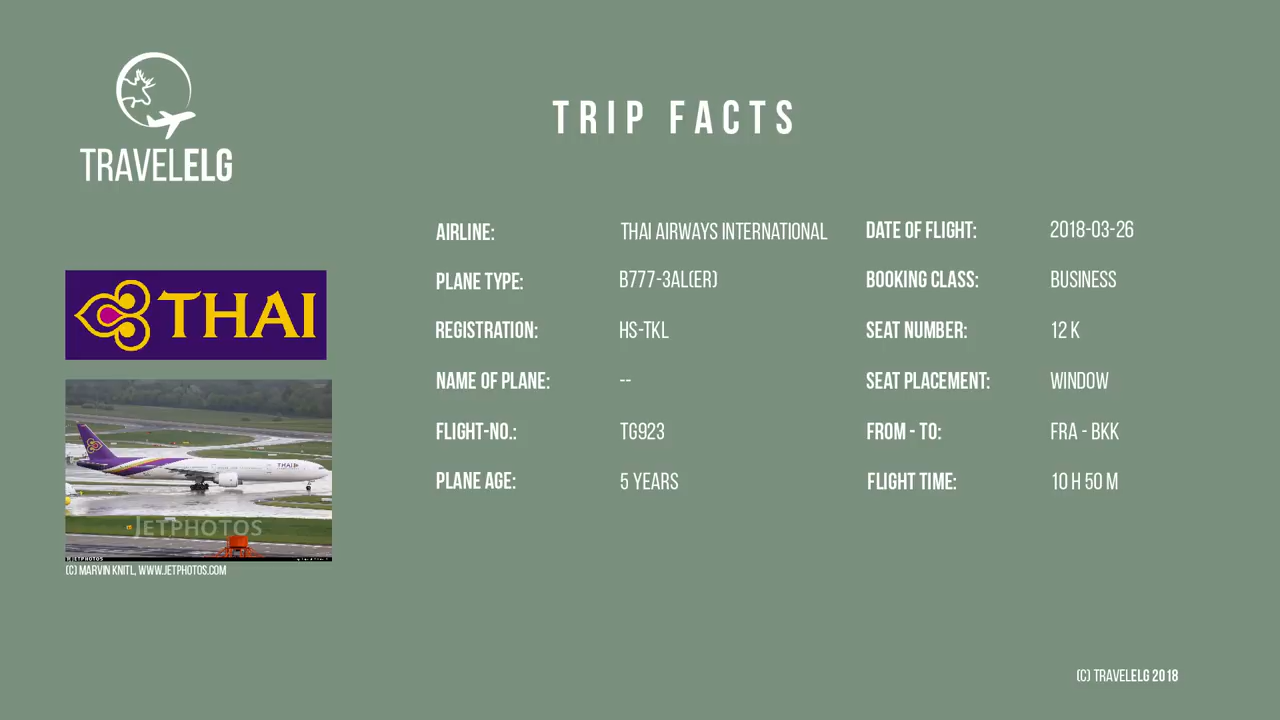 TRAVELELG
TRIP FACTS
THAI
THAI
JETPHOTOS
JETPHOTOS
(C) MARVIN KNITL, WWW.JETPHOTOS.COM
AIRLINE: THAI AIRWAYS INTERNATIONAL
PLANE TYPE: B777-3AL(ER)
REGISTRATION: HS-TKL
NAME OF PLANE: --
FLIGHT-NO.: TG923
PLANE AGE: 5 YEARS
DATE OF FLIGHT: 2018-03-26
BOOKING CLASS: BUSINESS
SEAT NUMBER: 12 K
SEAT PLACEMENT: WINDOW
FROM - TO: FRA - BKK
FLIGHT TIME: 10 H 50 M
(C) TRAVELELG 2018